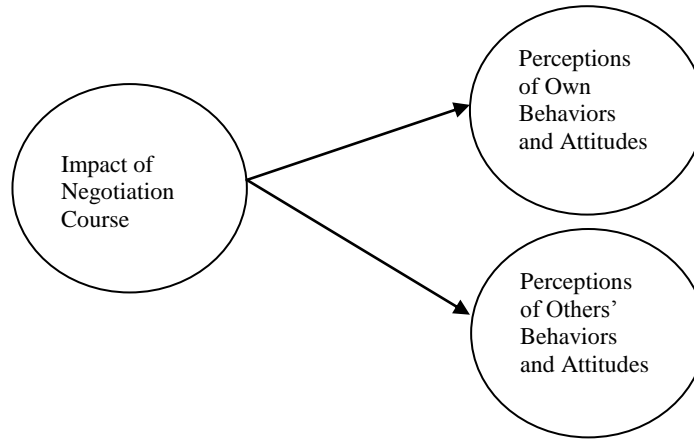 Impact of
Negotiation
Course
Perceptions
of Own
Behaviors
and Attitudes
Perceptions
of Others’
Behaviors
and Attitudes